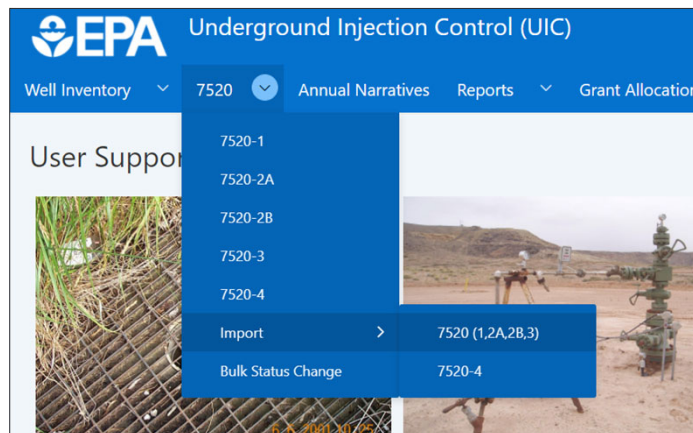 EPA
Underground Injection Control (UIC)
Well Inventory 7520 Annual Narratives Reports Grant Allocation
User Suppor
7520-1
7520-2A
7520-2B
7520-3
7520-4
Import 7520 (1,2A,2B,3)
Bulk Status Change 7520-4